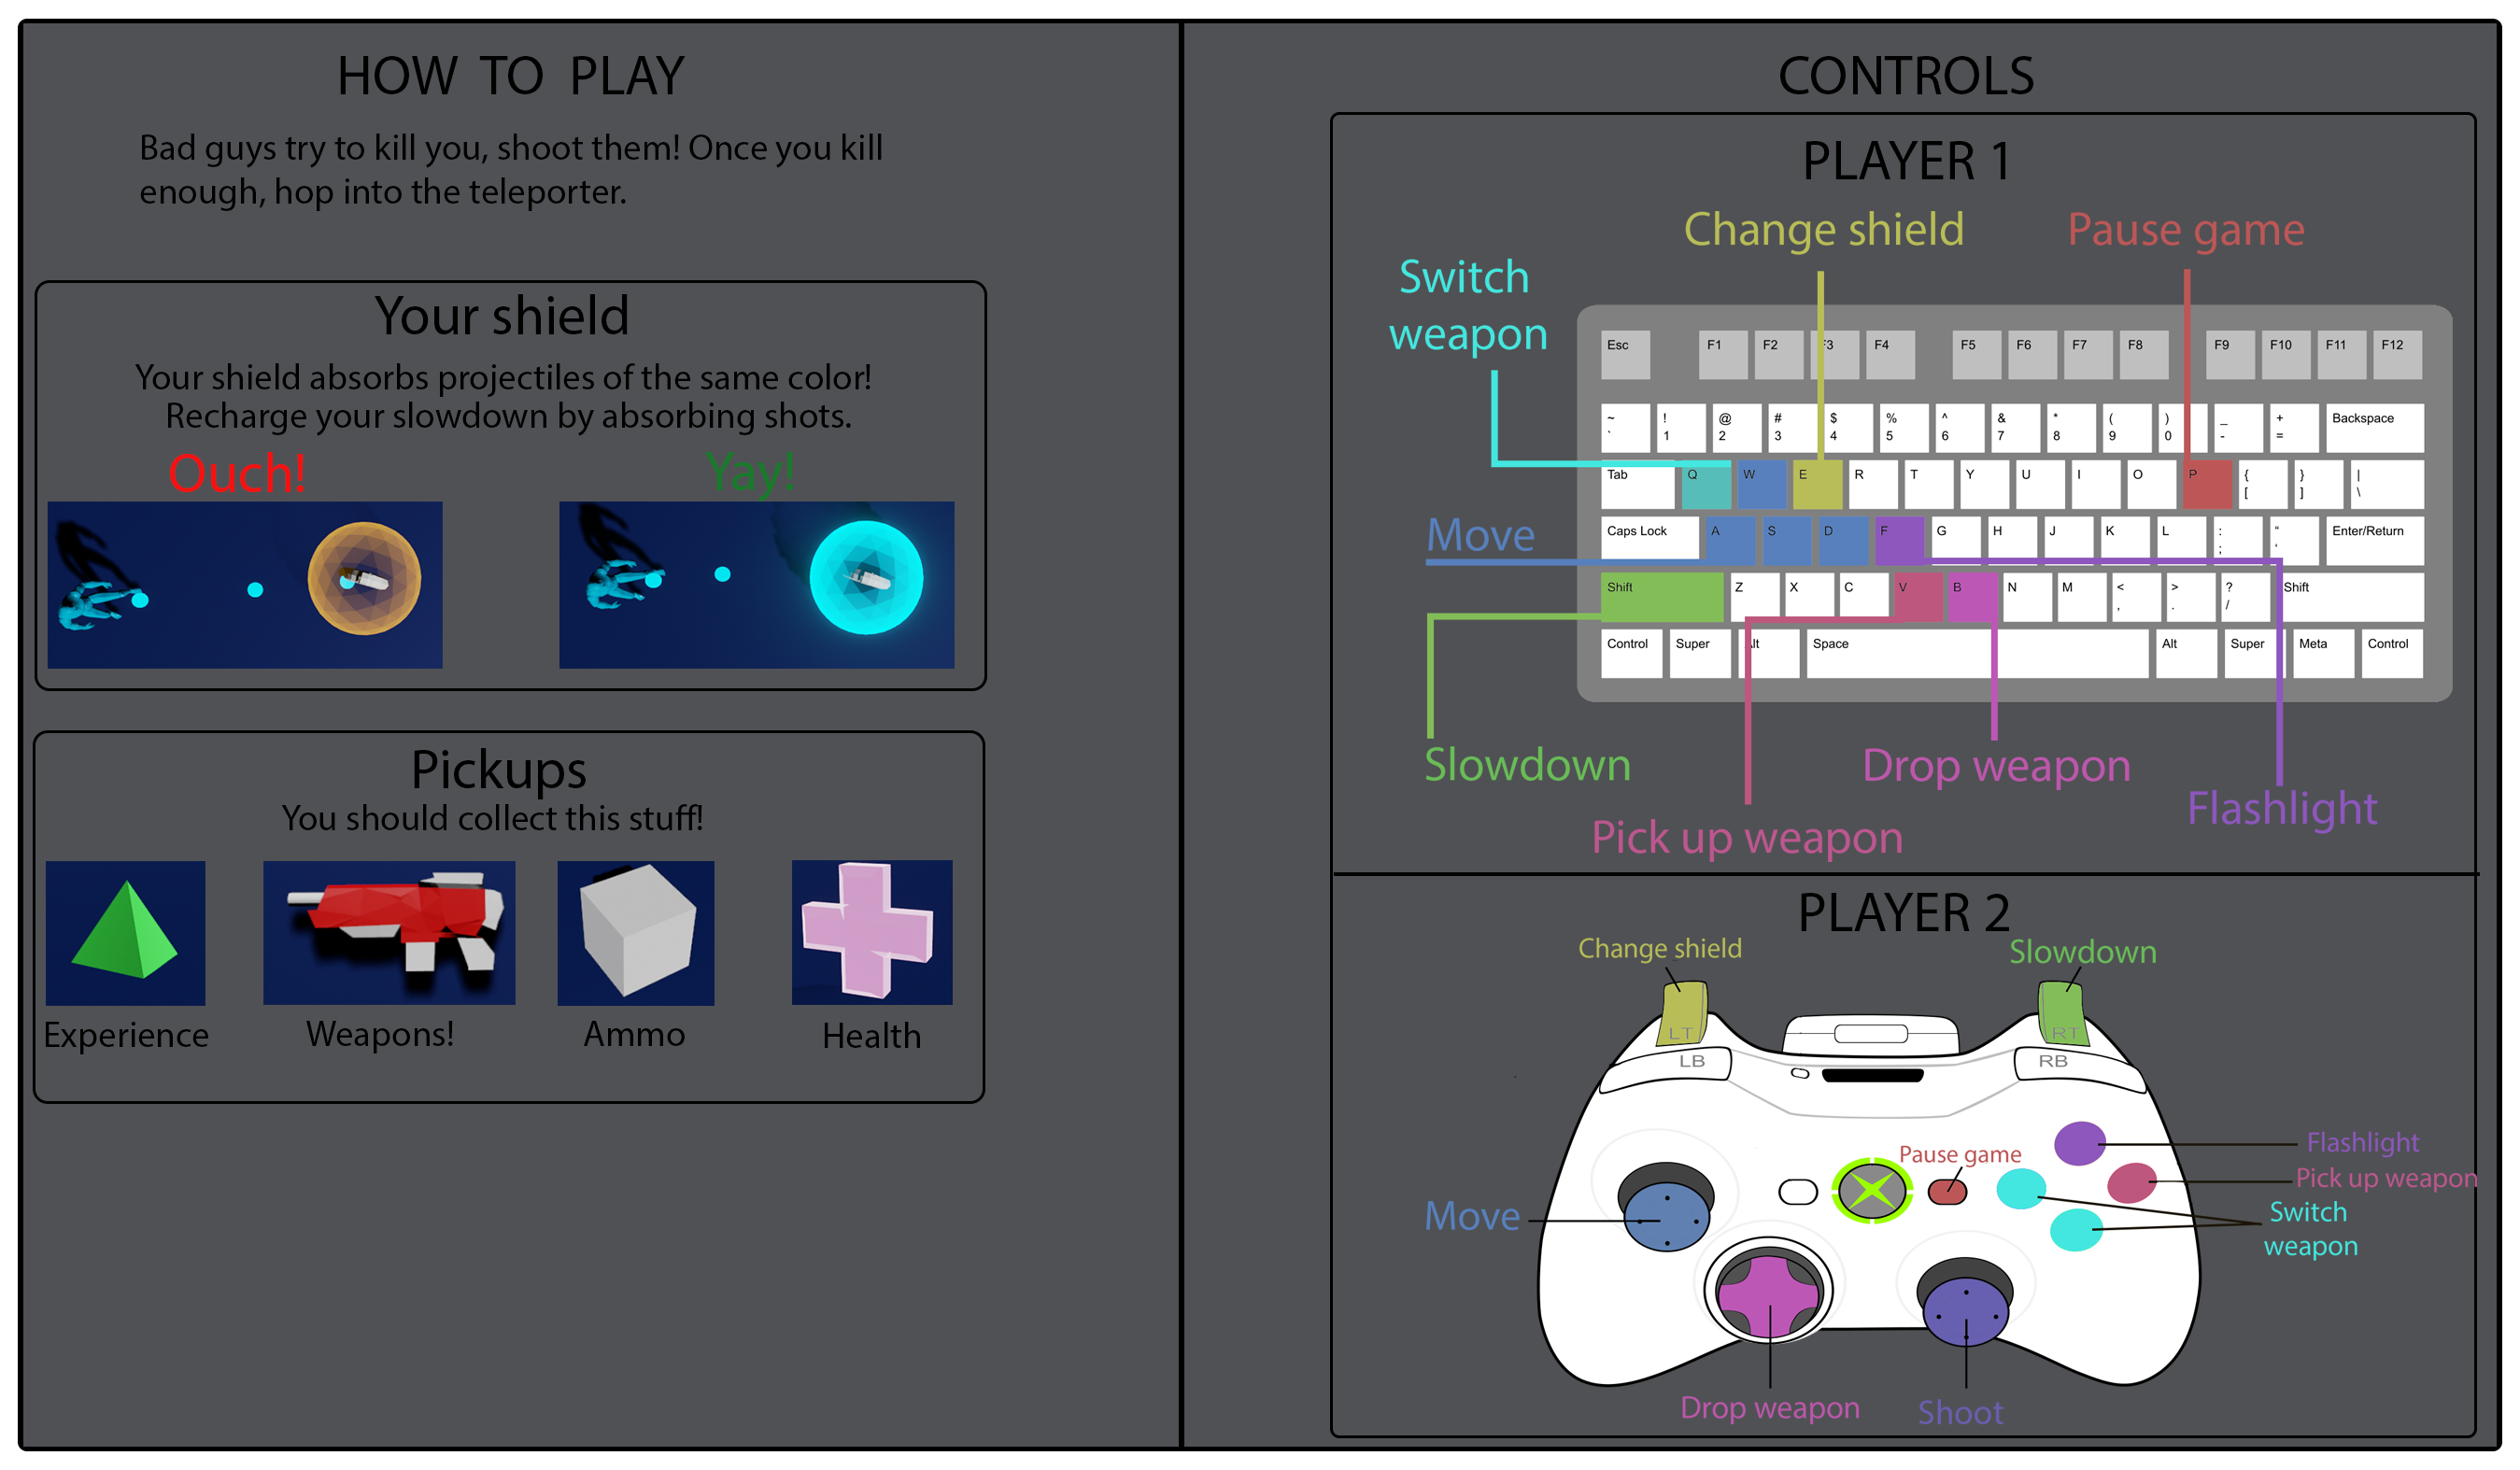 HOW TO PLAY
Bad guys try to kill you, shoot them! Once you kill
enough, hop into the teleporter.
Your shield
Your shield absorbs projectiles of the same color!
Recharge your slowdown by absorbing shots.
Ouch!
Yay!
Pickups
You should collect this stuff!
Experience
Weapons!
Ammo
Health
CONTROLS
PLAYER 1
Change shield
Pause game
Switch
weapon
Esc F1 F2 F3 F4 F5 F6 F7 F8 F9 F10 F11 F12
~ ! @ # $ % ^ & * ( ) _ + Backspace
` 1 2 3 4 5 6 7 8 9 0 - =
Tab Q W E R T Y U I O P { } |
[ ] \
Move
Caps Lock A S D F G H J K L : “ Enter/Return
; ‘
Shift Z X C V B N M < > ? Shift
, . /
Control Super Alt Space Alt Super Meta Control
Slowdown
Drop weapon
Flashlight
Pick up weapon
PLAYER 2
Change shield
Slowdown
LT
RT
LB
RB
Flashlight
Pause game
Pick up weapon
Move
Switch
weapon
Drop weapon
Shoot